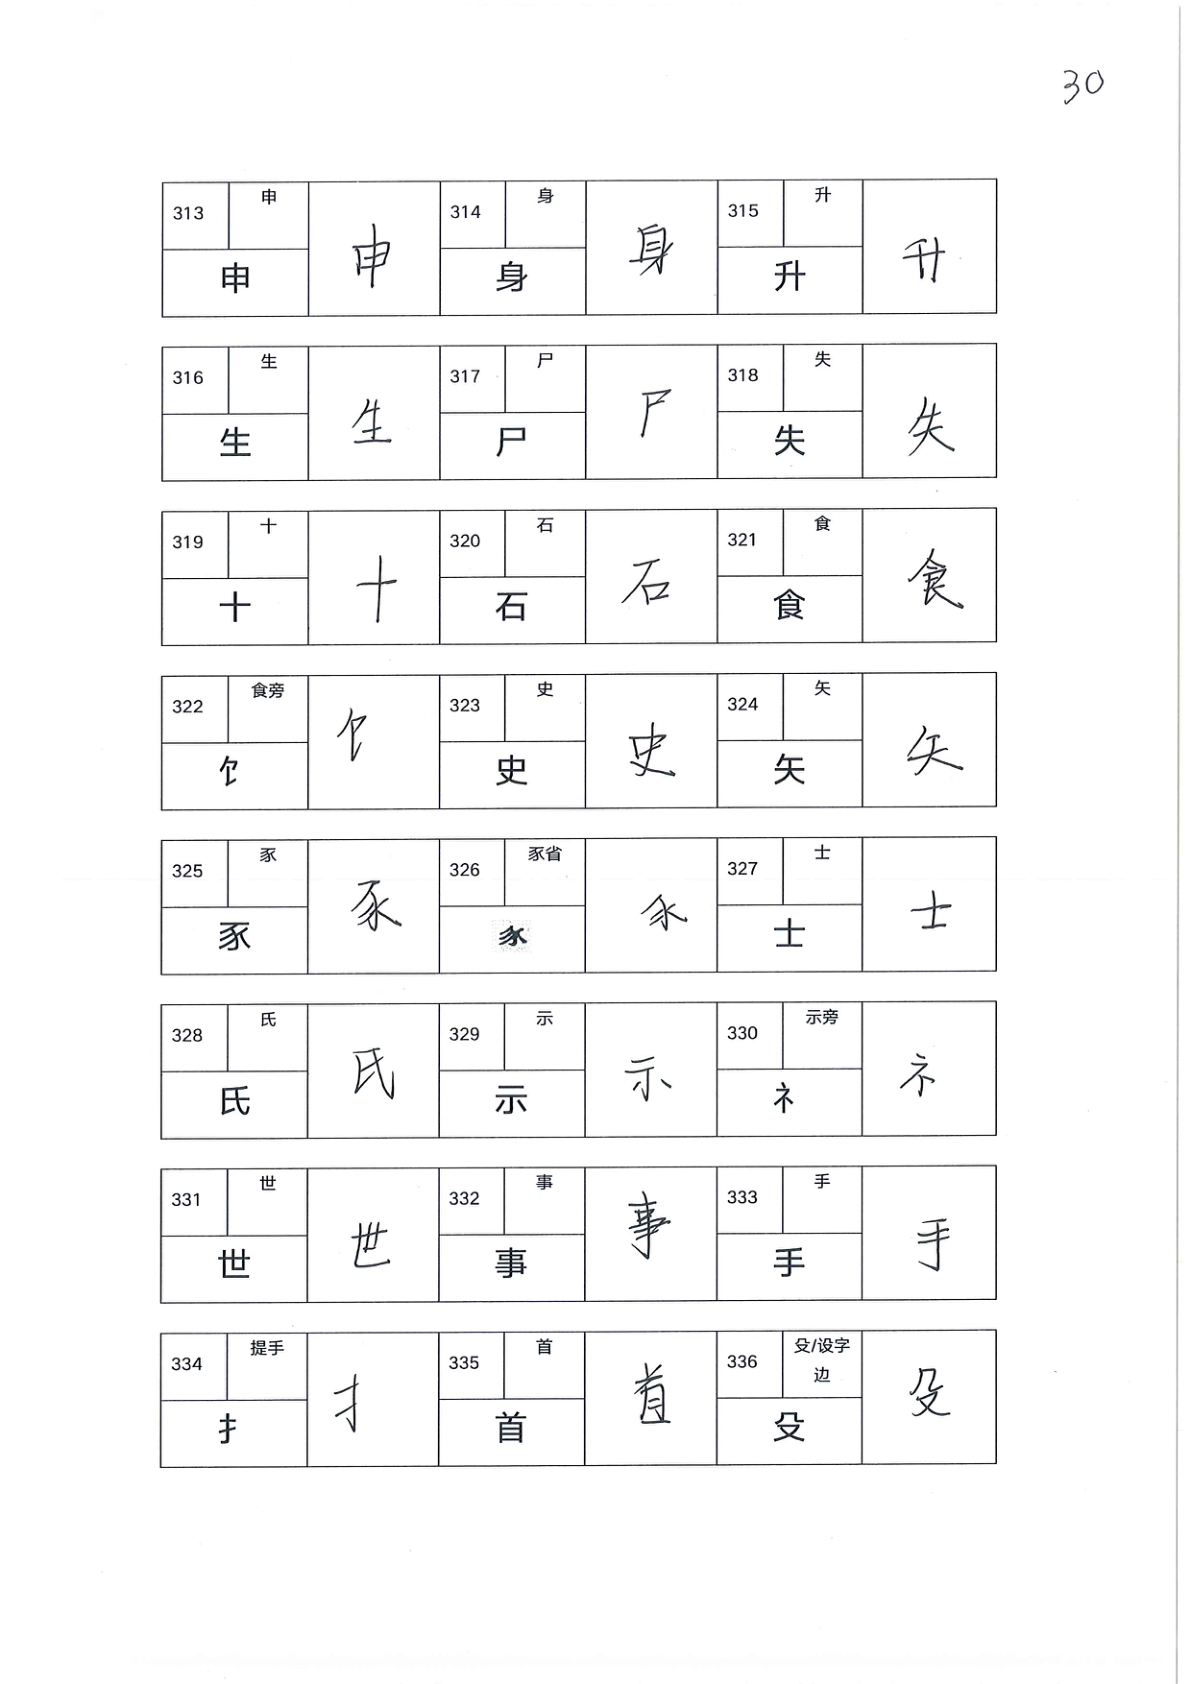 30
313 申 申 314 身 身 315 升 升
申 身 升
316 生 生 317 尸 尸 318 失 失
生 尸 失
319 十 十 320 石 石 321 食 食
十 石 食
322 食旁 饣 323 史 史 324 矢 矢
饣 史 矢
325 豕 豕 326 豕省 327 士 士
豕 士
328 氏 氏 329 示 示 330 示旁 礻
氏 示 礻
331 世 世 332 事 事 333 手 手
世 事 手
334 提手 扌 335 首 首 336 殳/设字边 殳
扌 首 殳